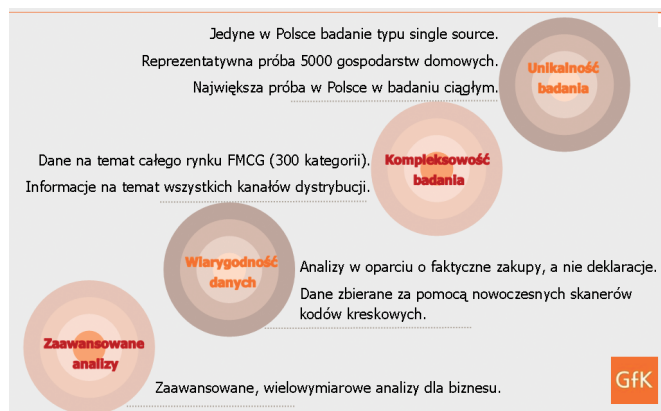 Jedyne w Polsce badanie typu single source.
Reprezentatywna próba 5000 gospodarstw domowych.
Największa próba w Polsce w badaniu ciągłym.
Unikalność
badania
Dane na temat całego rynku FMCG (300 kategorii).
Informacje na temat wszystkich kanałów dystrybucji.
Kompleksowość
badania
Wiarygodność
danych
Analizy w oparciu o faktyczne zakupy, a nie deklaracje.
Dane zbierane za pomocą nowoczesnych skanerów
kodów kreskowych.
Zaawansowane
analizy
Zaawansowane, wielowymiarowe analizy dla biznesu.
GfK